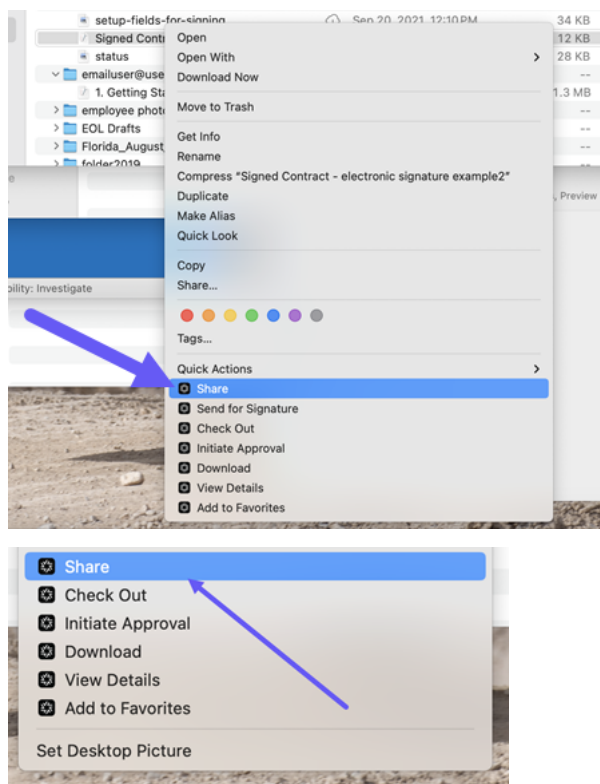 setup-fields-for-signing Sep 20, 2021, 12:10 PM 34 KB
Signed Contr 12 KB
status 28 KB
emailuser@use --
1. Getting Sta 1.3 MB
employee phot --
EOL Drafts --
Florida_August_ --
folder2019 --
Open
Open With
Download Now
Move to Trash
Get Info
Rename
Compress “Signed Contract - electronic signature example2”
Duplicate
Make Alias
Quick Look
Copy
Share...
Tags...
Quick Actions
Share
Send for Signature
Check Out
Initiate Approval
Download
View Details
Add to Favorites
, Preview
bility: Investigate
Share
Check Out
Initiate Approval
Download
View Details
Add to Favorites
Set Desktop Picture